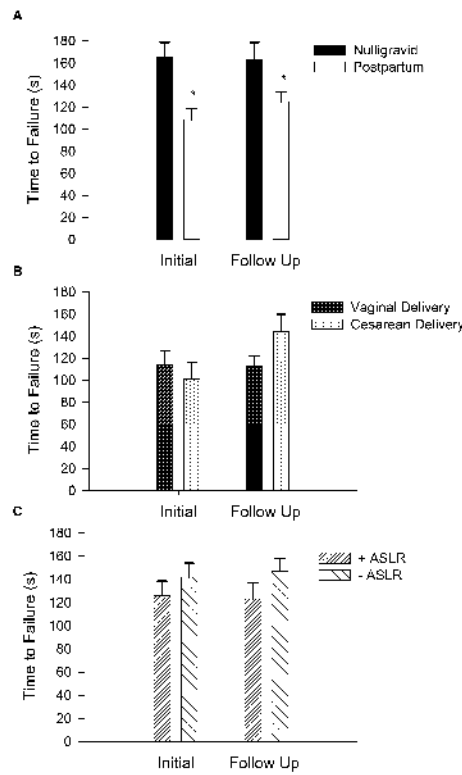 A
Time to Failure (s)
180
160
140
120
100
80
60
40
20
0
Nulligravid
Postpartum
*
*
Initial
Follow Up
B
Time to Failure (s)
180
160
140
120
100
80
60
40
20
0
Vaginal Delivery
Cesarean Delivery
Initial
Follow Up
C
Time to Failure (s)
180
160
140
120
100
80
60
40
20
0
+ ASLR
- ASLR
Initial
Follow Up